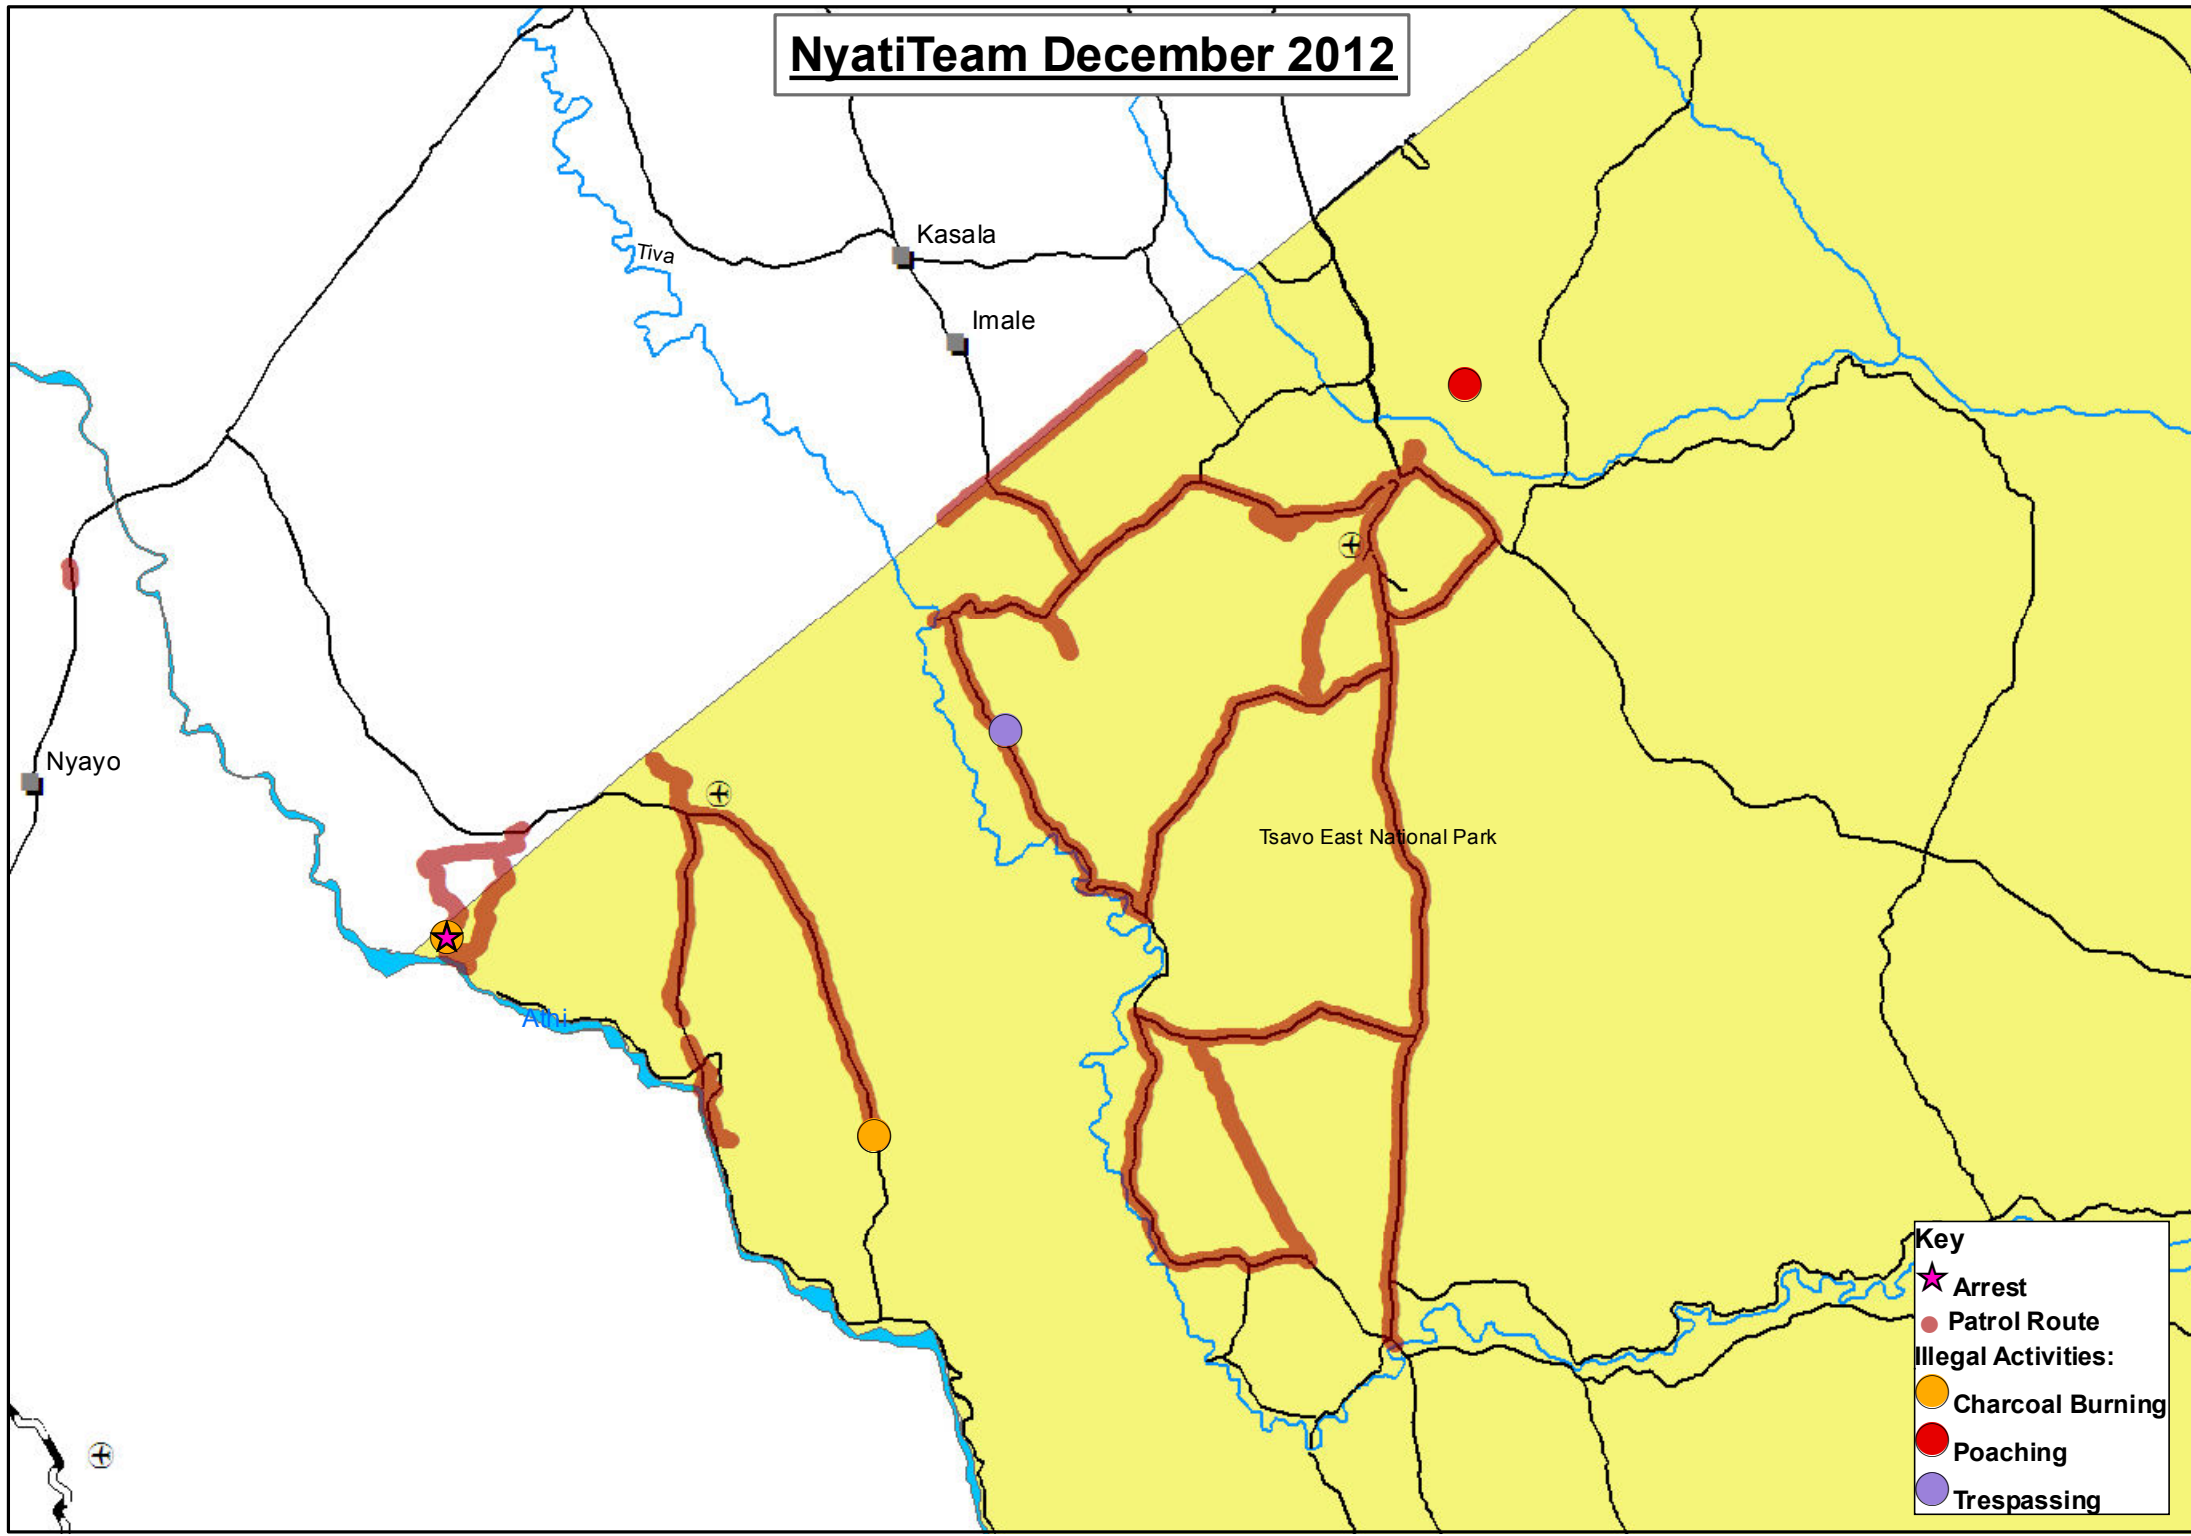 NyatiTeam December 2012
Kasala
Tiva
Imale
Nyayo
Tsavo East National Park
Athi
Key
Arrest
Patrol Route
Illegal Activities:
Charcoal Burning
Poaching
Trespassing